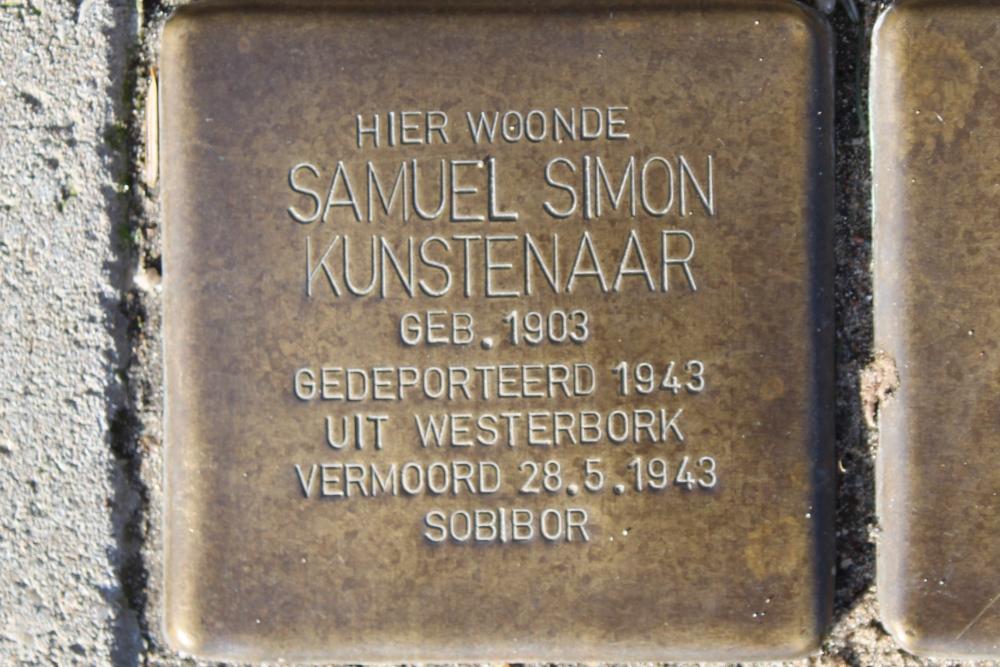 HIER WOONDE
SAMUEL SIMON
KUNSTENAAR
GEB. 1903
GEDEPORTEERD 1943
UIT WESTERBORK
VERMOORD 28.5.1943
SOBIBOR